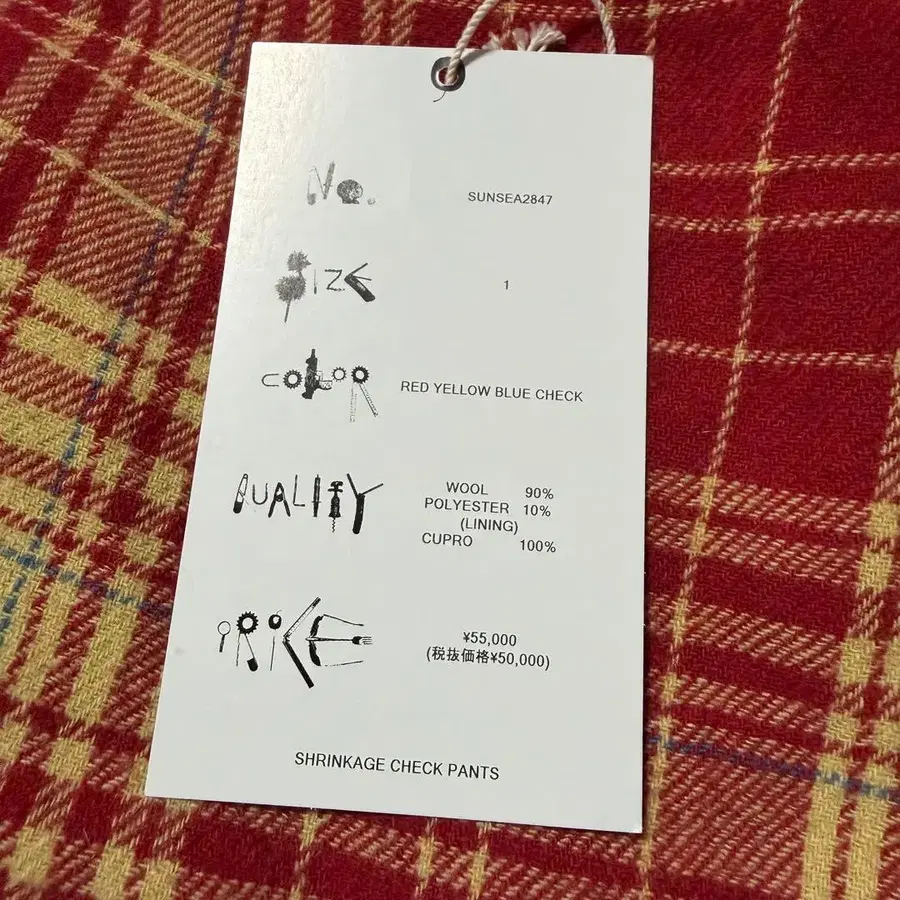 No. SUNSEA2847
SIZE 1
COLOR RED YELLOW BLUE CHECK
QUALITY WOOL 90%
POLYESTER 10%
(LINING)
CUPRO 100%
PRICE ¥55,000
(税抜価格¥50,000)
SHRINKAGE CHECK PANTS